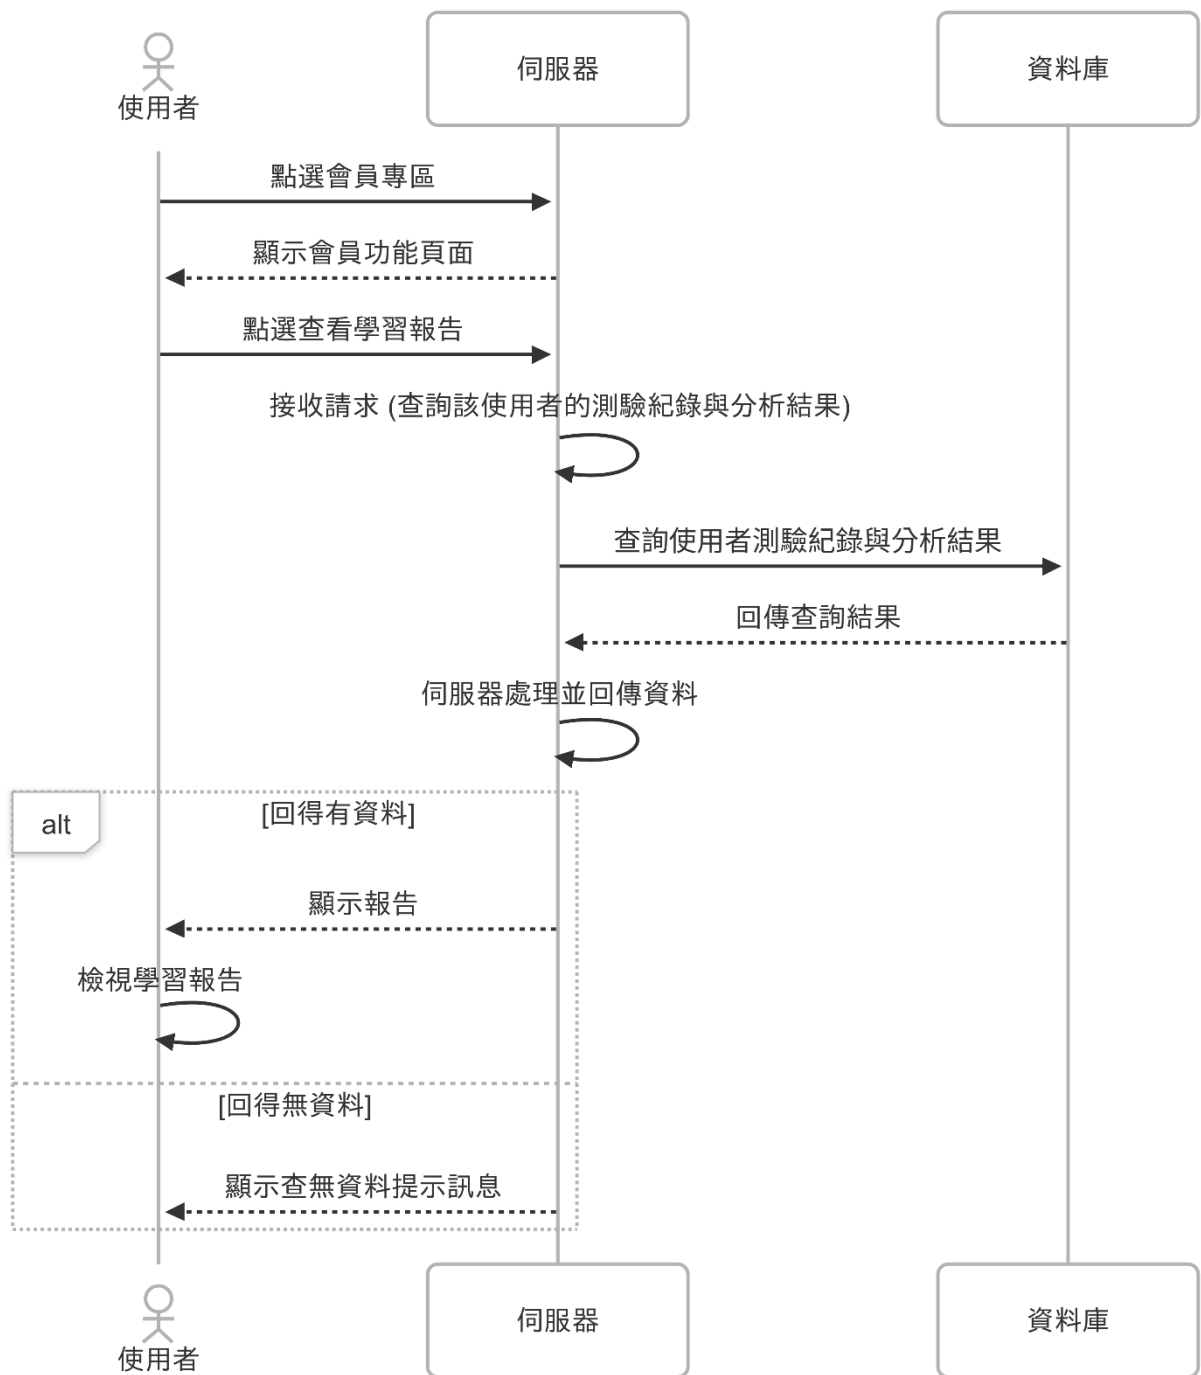 使用者
伺服器
資料庫
點選會員專區
顯示會員功能頁面
點選查看學習報告
接收請求 (查詢該使用者的測驗紀錄與分析結果)
查詢使用者測驗紀錄與分析結果
回傳查詢結果
伺服器處理並回傳資料
alt
[回得有資料]
顯示報告
檢視學習報告
[回得無資料]
顯示查無資料提示訊息
使用者
伺服器
資料庫